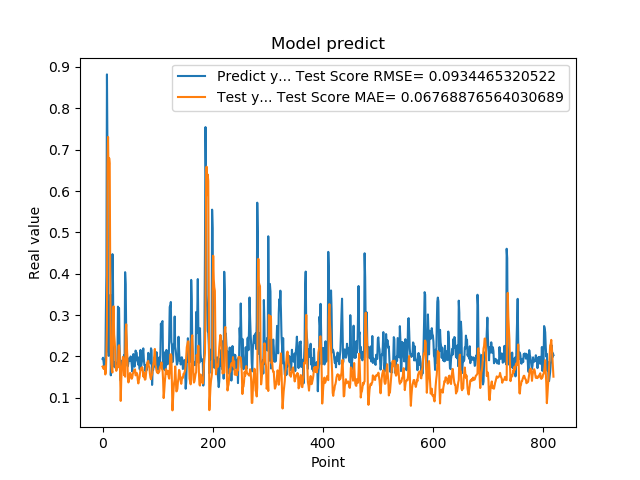 Model predict
Predict y... Test Score RMSE= 0.0934465320522
Test y... Test Score MAE= 0.06768876564030689
Real value
0.9
0.8
0.7
0.6
0.5
0.4
0.3
0.2
0.1
0 200 400 600 800
Point